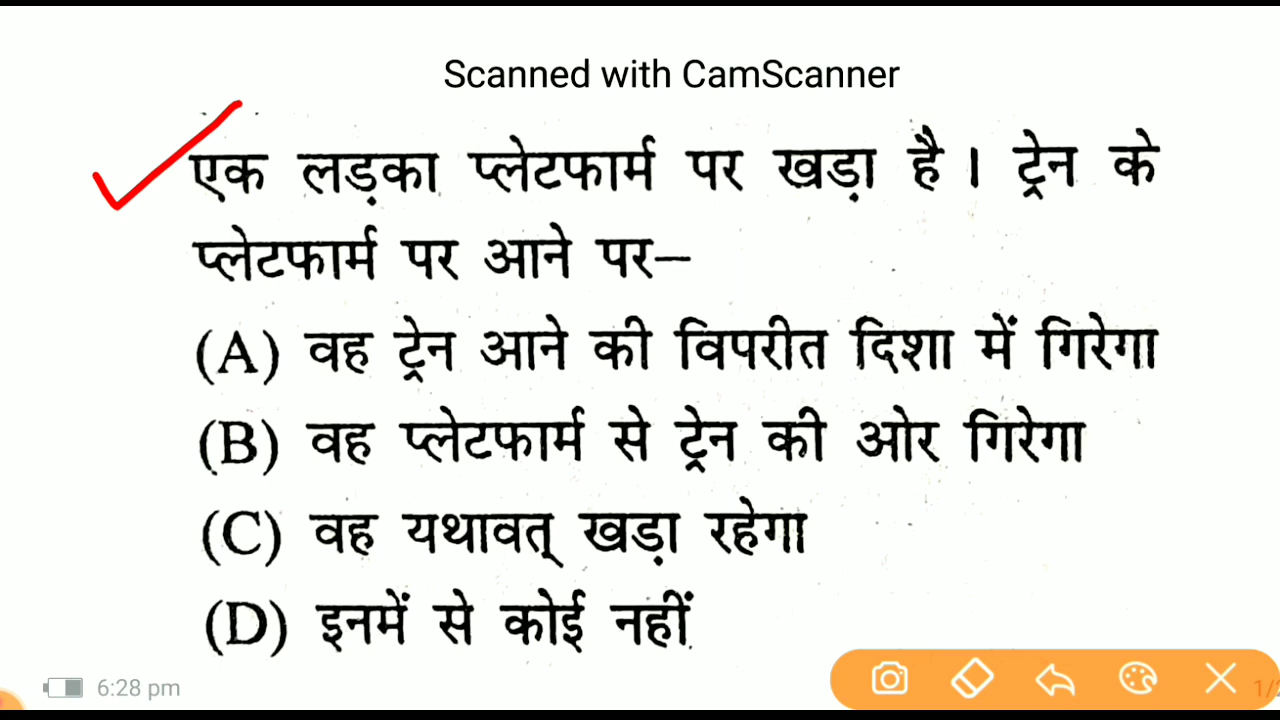 Scanned with CamScanner
एक लड़का प्लेटफार्म पर खड़ा है। ट्रेन के
प्लेटफार्म पर आने पर–
(A) वह ट्रेन आने की विपरीत दिशा में गिरेगा
(B) वह प्लेटफार्म से ट्रेन की ओर गिरेगा
(C) वह यथावत् खड़ा रहेगा
(D) इनमें से कोई नहीं
6:28 pm